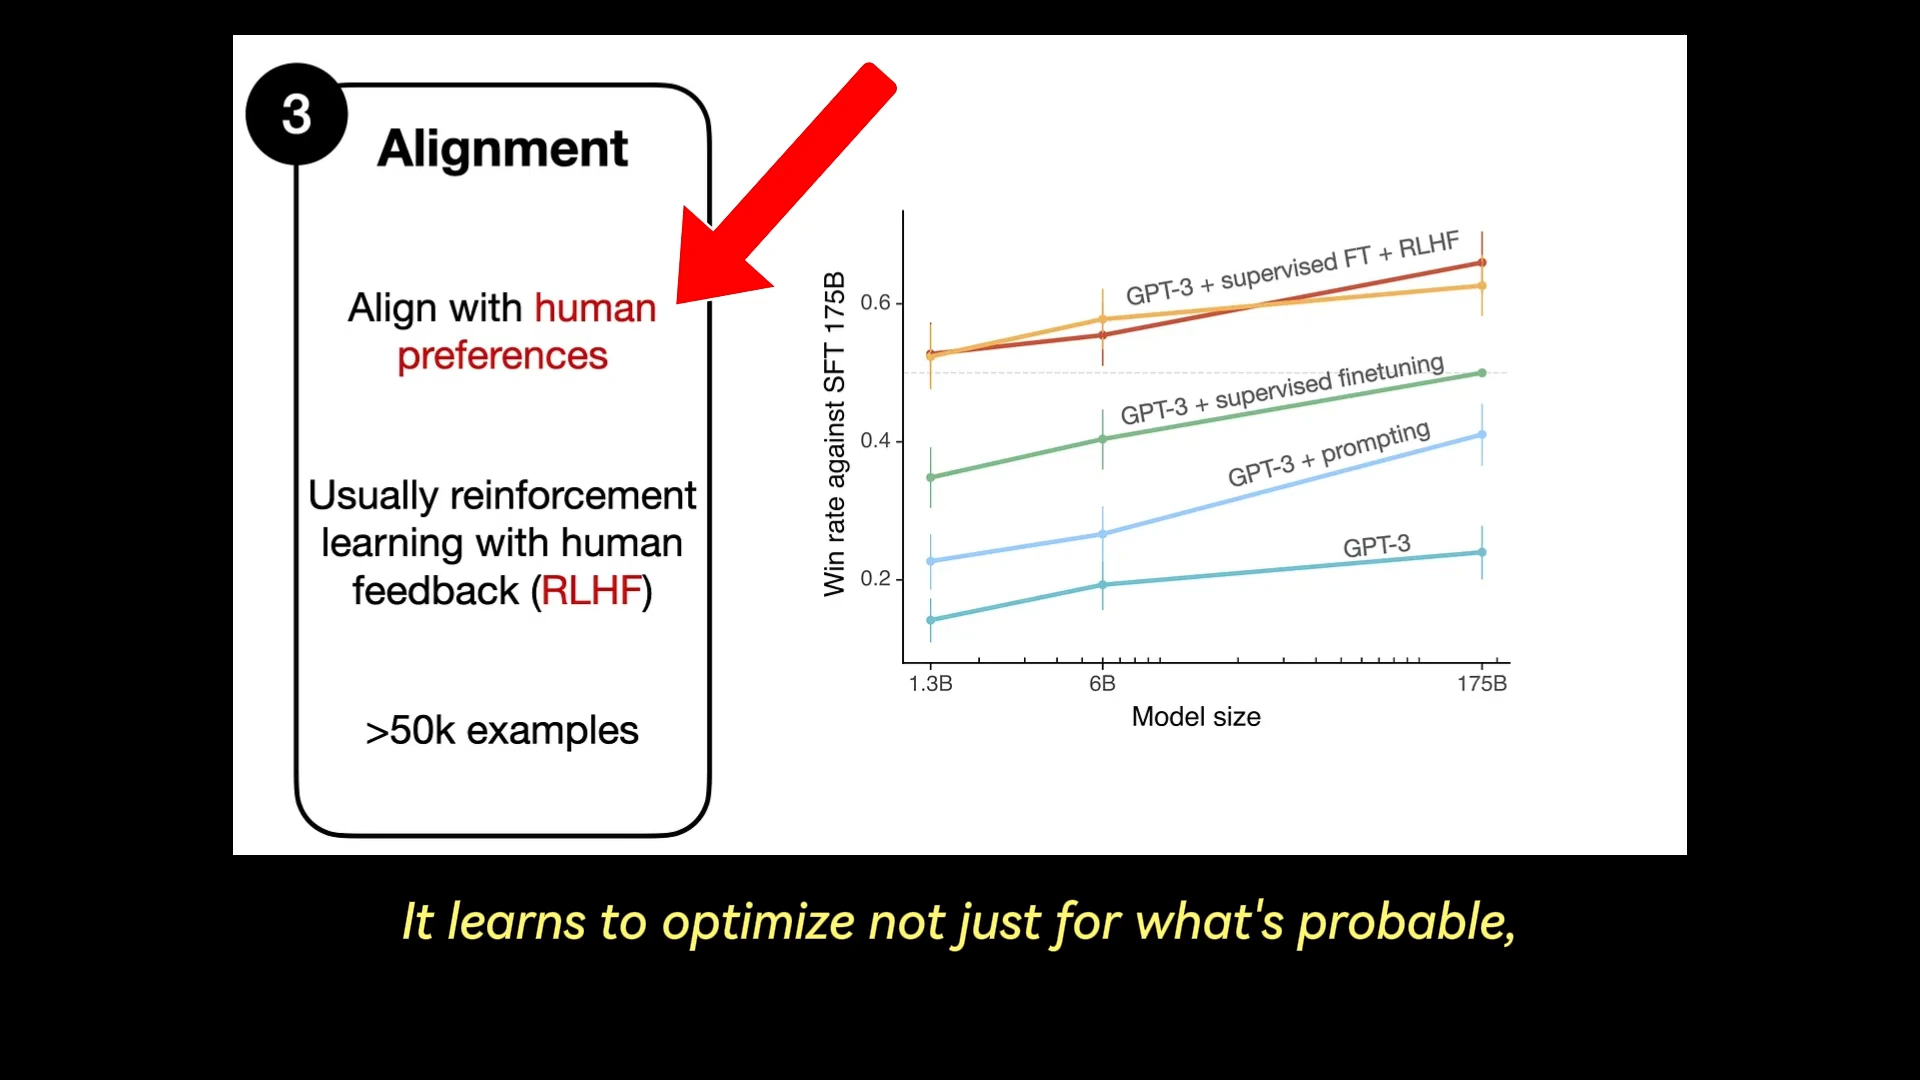 3
Alignment
Align with human
preferences
Usually reinforcement
learning with human
feedback (RLHF)
>50k examples
Win rate against SFT 175B
0.6
0.4
0.2
GPT-3 + supervised FT + RLHF
GPT-3 + supervised finetuning
GPT-3 + prompting
GPT-3
1.3B
6B
175B
Model size
It learns to optimize not just for what's probable,